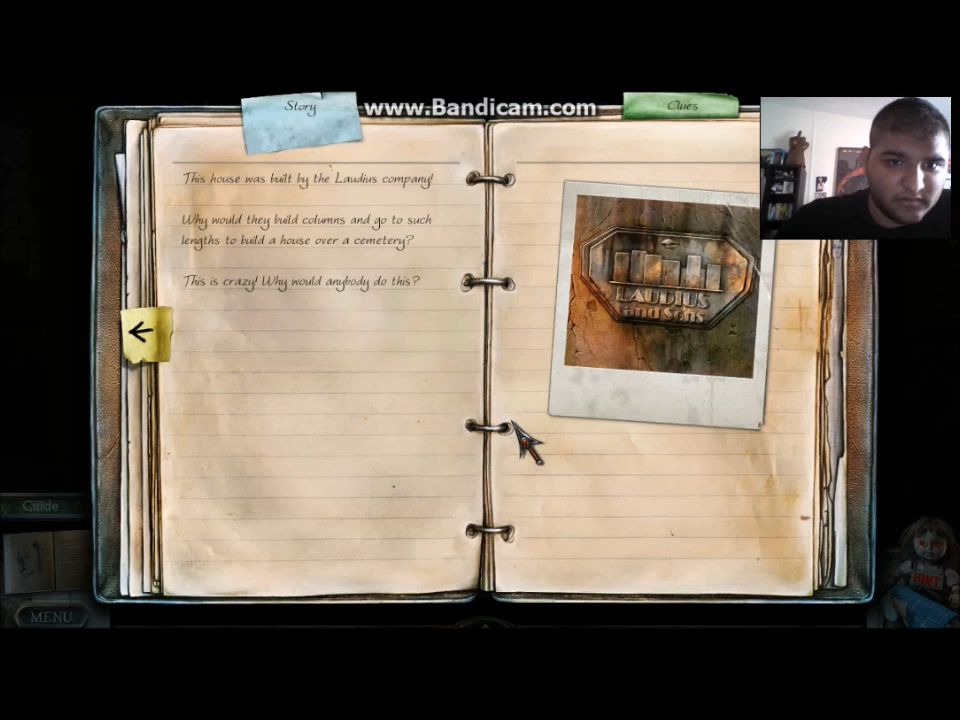 Story
www.Bandicam.com
Clues
This house was built by the Laudius company!
Why would they build columns and go to such
lengths to build a house over a cemetery?
This is crazy! Why would anybody do this?
LAUDIUS
and Sons
Guide
MENU
HINT